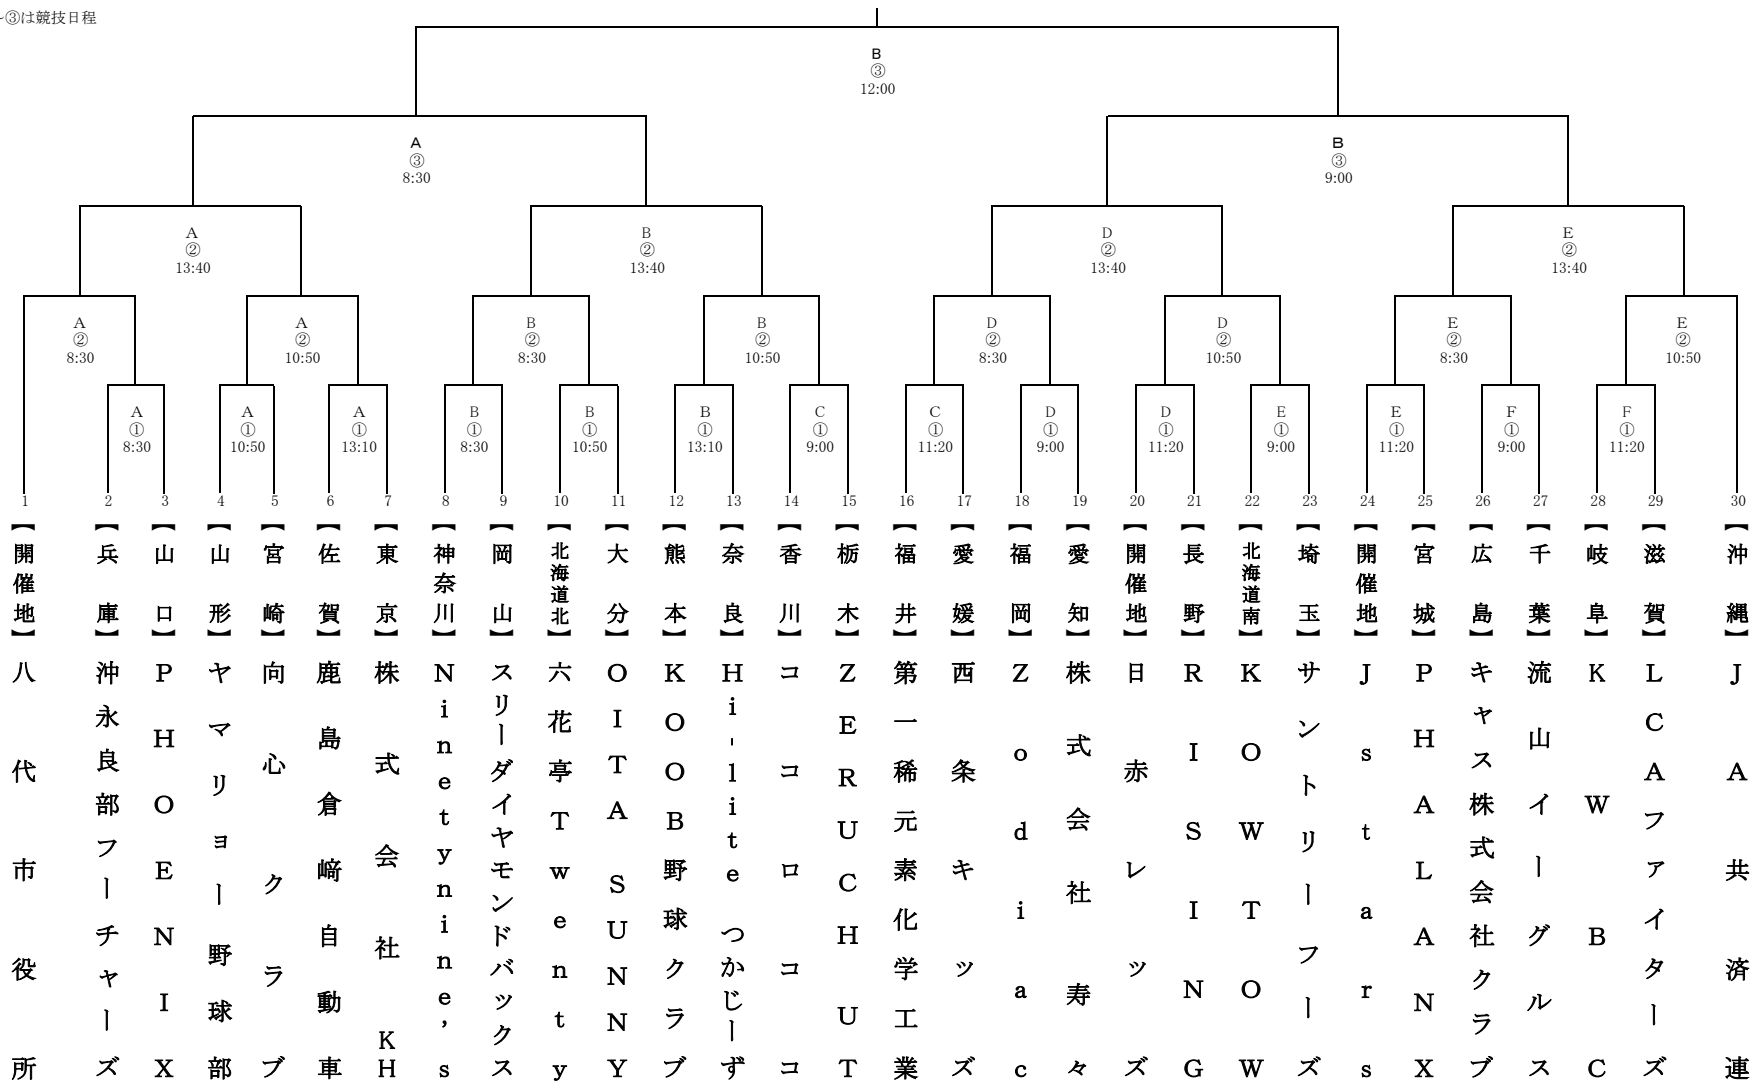 ~③は競技日程
B
③
12:00
A
③
8:30
B
③
9:00
A
②
13:40
B
②
13:40
D
②
13:40
E
②
13:40
A
②
8:30
A
②
10:50
B
②
8:30
B
②
10:50
D
②
8:30
D
②
10:50
E
②
8:30
E
②
10:50
A
①
8:30
A
①
10:50
A
①
13:10
B
①
8:30
B
①
10:50
B
①
13:10
C
①
9:00
C
①
11:20
D
①
9:00
D
①
11:20
E
①
9:00
E
①
11:20
F
①
9:00
F
①
11:20
1
【開催地】
八代市役所
2
【兵庫】
沖永良部フーチャーズ
3
【山口】
PHOENIX
4
【山形】
ヤマリョー野球部
5
【宮崎】
向心クラブ
6
【佐賀】
鹿島倉﨑自動車
7
【東京】
株式会社KH
8
【神奈川】
Ninetynine's
9
【岡山】
スリーダイヤモンドバックス
10
【北海道北】
六花亭Twenty
11
【大分】
OITA SUNNY
12
【熊本】
KOOB野球クラブ
13
【奈良】
Hi-lite つかじーず
14
【香川】
ココロココ
15
【栃木】
ZERUCH UT
16
【福井】
第一稀元素化学工業
17
【愛媛】
西条キッズ
18
【福岡】
Zodiac
19
【愛知】
株式会社寿々
20
【開催地】
日赤レッズ
21
【長野】
RISING
22
【北海道南】
KOWTOW
23
【埼玉】
サントリーフーズ
24
【開催地】
Jstars
25
【宮城】
PHALANX
26
【広島】
キャス株式会社クラブ
27
【千葉】
流山イーグルス
28
【岐阜】
KWBC
29
【滋賀】
LCAファイターズ
30
【沖縄】
JA共済連